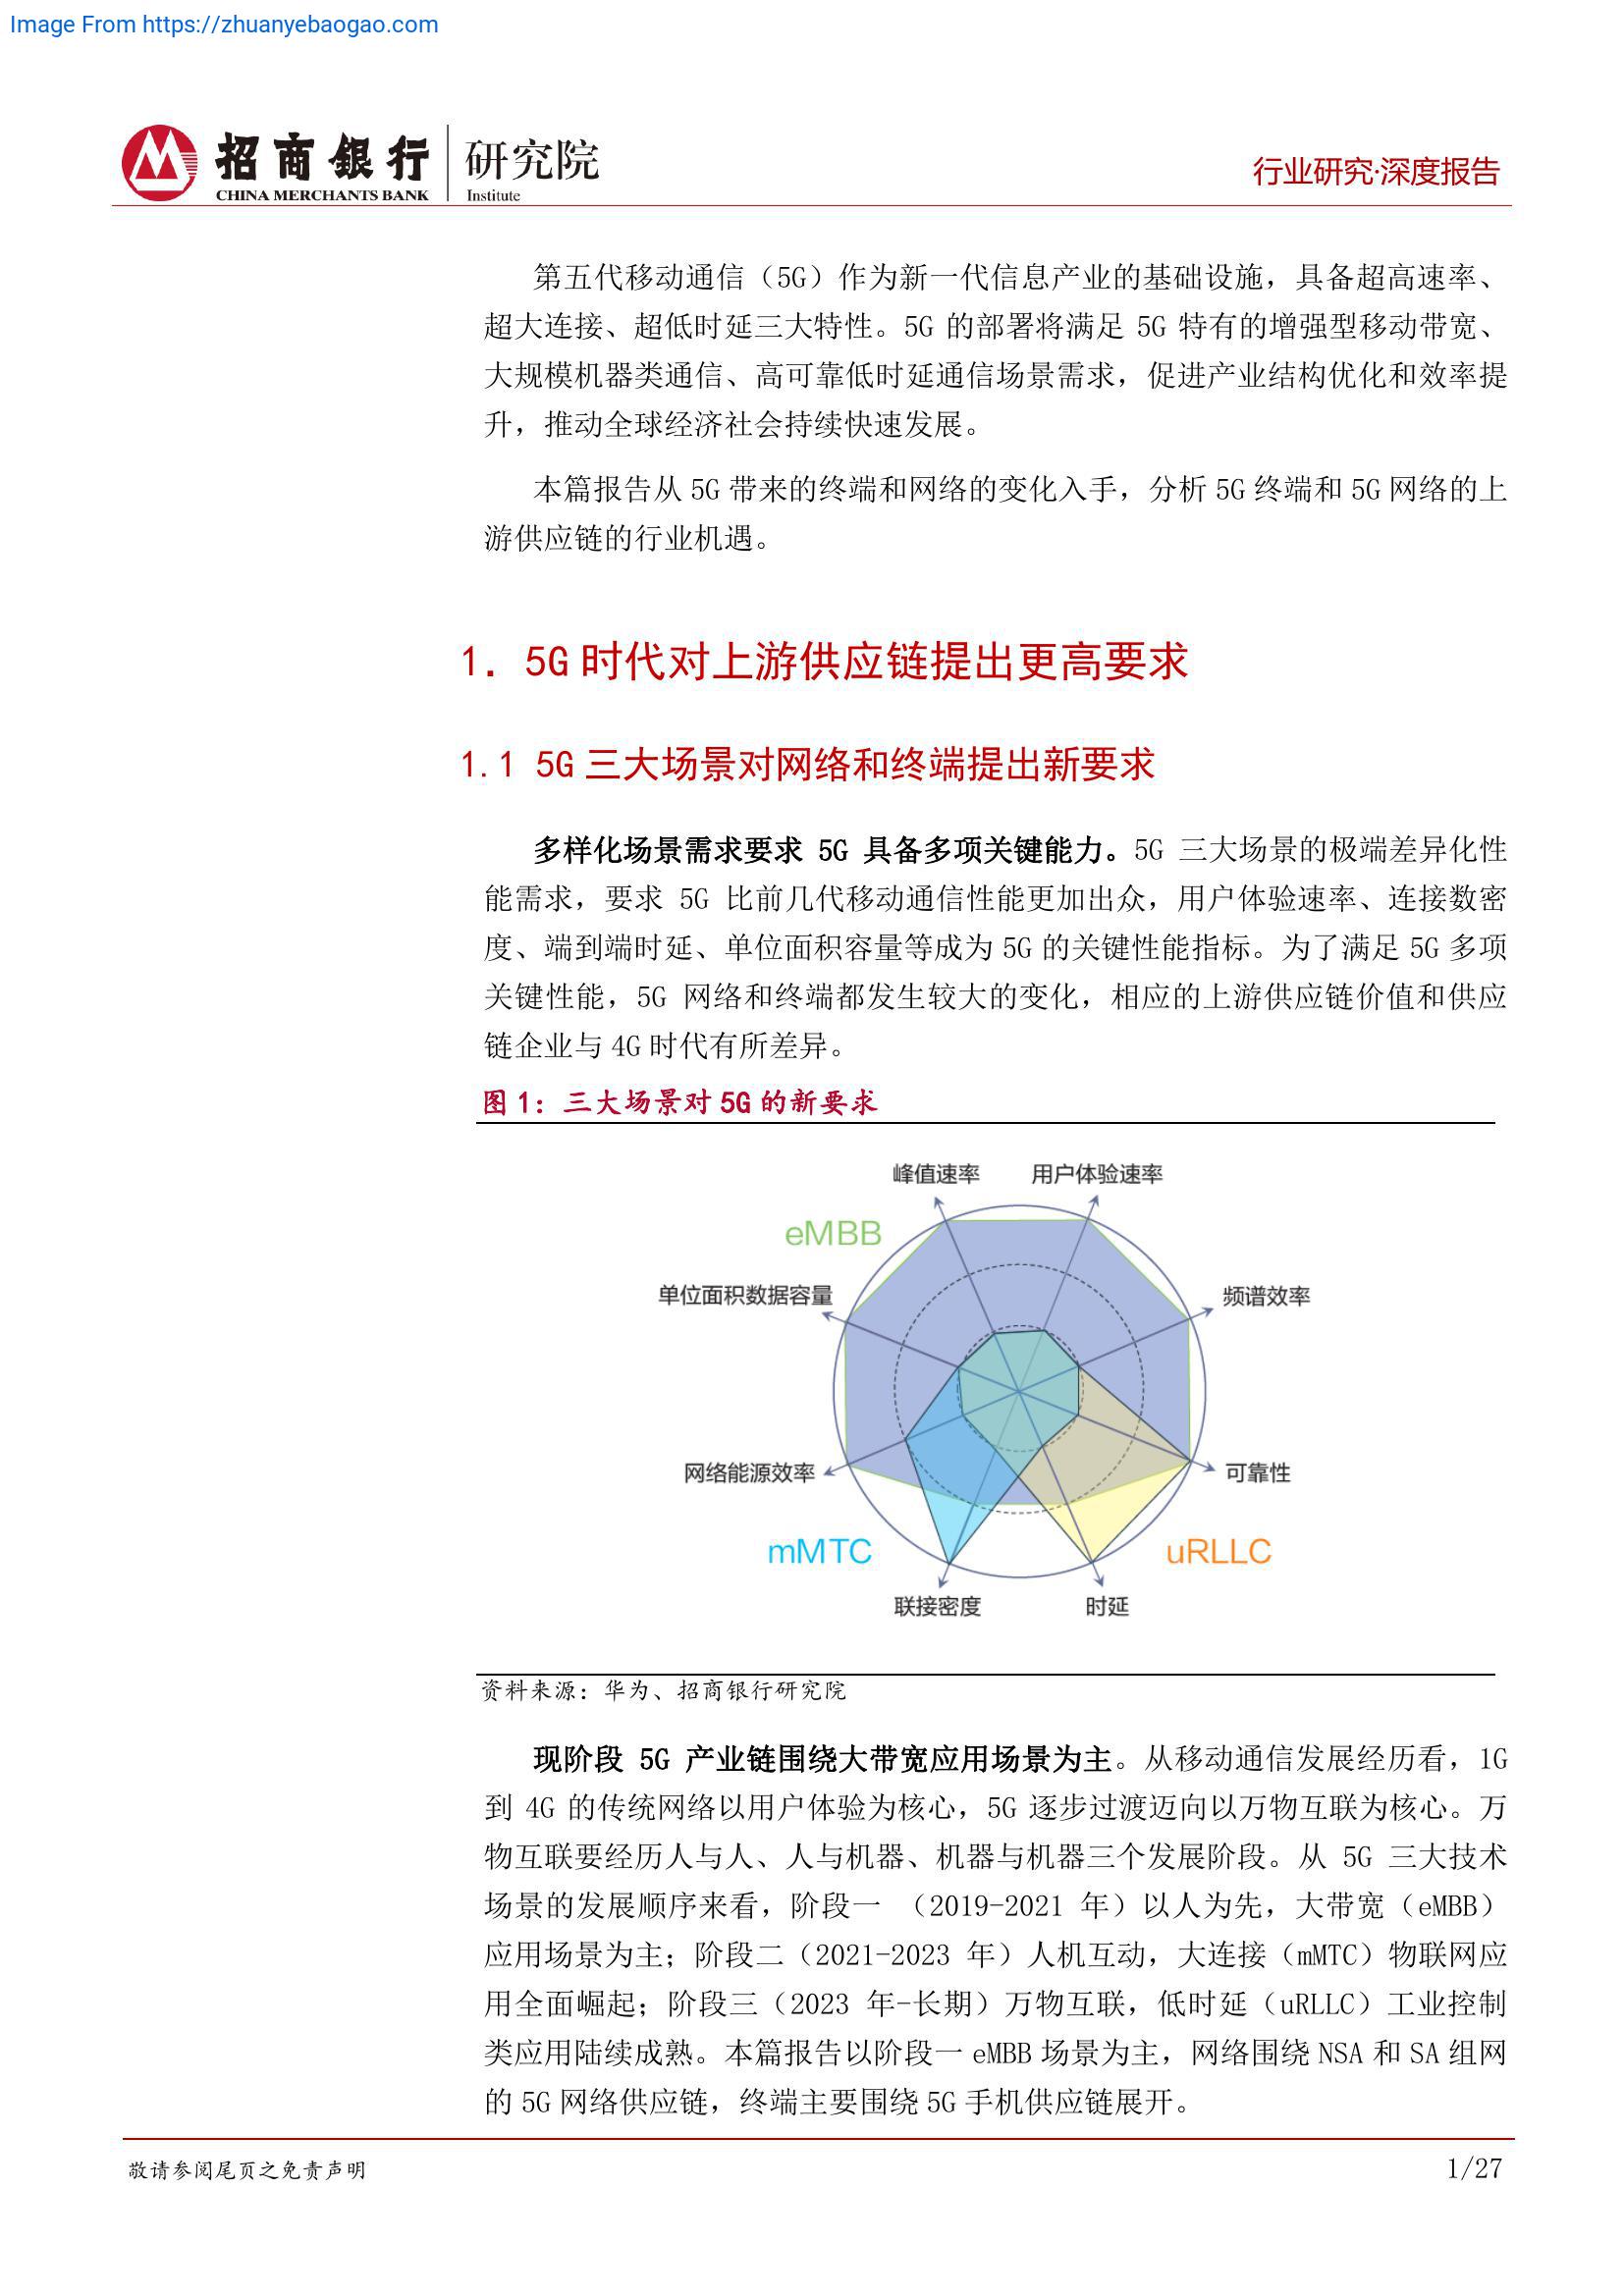 Image From https://zhuanyebaogao.com
招商银行
CHINA MERCHANTS BANK
研究院
Institute
行业研究·深度报告
第五代移动通信（5G）作为新一代信息产业的基础设施，具备超高速率、
超大连接、超低时延三大特性。5G 的部署将满足 5G 特有的增强型移动带宽、
大规模机器类通信、高可靠低时延通信场景需求，促进产业结构优化和效率提
升，推动全球经济社会持续快速发展。
本篇报告从 5G 带来的终端和网络的变化入手，分析 5G 终端和 5G 网络的上
游供应链的行业机遇。
1. 5G 时代对上游供应链提出更高要求
1.1 5G 三大场景对网络和终端提出新要求
多样化场景需求要求 5G 具备多项关键能力。5G 三大场景的极端差异化性
能需求，要求 5G 比前几代移动通信性能更加出众，用户体验速率、连接数密
度、端到端时延、单位面积容量等成为 5G 的关键性能指标。为了满足 5G 多项
关键性能，5G 网络和终端都发生较大的变化，相应的上游供应链价值和供应
链企业与 4G 时代有所差异。
图 1：三大场景对 5G 的新要求
峰值速率
用户体验速率
eMBB
单位面积数据容量
频谱效率
网络能源效率
可靠性
mMTC
uRLLC
联接密度
时延
资料来源：华为、招商银行研究院
现阶段 5G 产业链围绕大带宽应用场景为主。从移动通信发展经历看，1G
到 4G 的传统网络以用户体验为核心，5G 逐步过渡迈向以万物互联为核心。万
物互联要经历人与人、人与机器、机器与机器三个发展阶段。从 5G 三大技术
场景的发展顺序来看，阶段一 （2019-2021 年）以人为先，大带宽（eMBB）
应用场景为主；阶段二（2021-2023 年）人机互动，大连接（mMTC）物联网应
用全面崛起；阶段三（2023 年-长期）万物互联，低时延（uRLLC）工业控制
类应用陆续成熟。本篇报告以阶段一 eMBB 场景为主，网络围绕 NSA 和 SA 组网
的 5G 网络供应链，终端主要围绕 5G 手机供应链展开。
敬请参阅尾页之免责声明
1/27